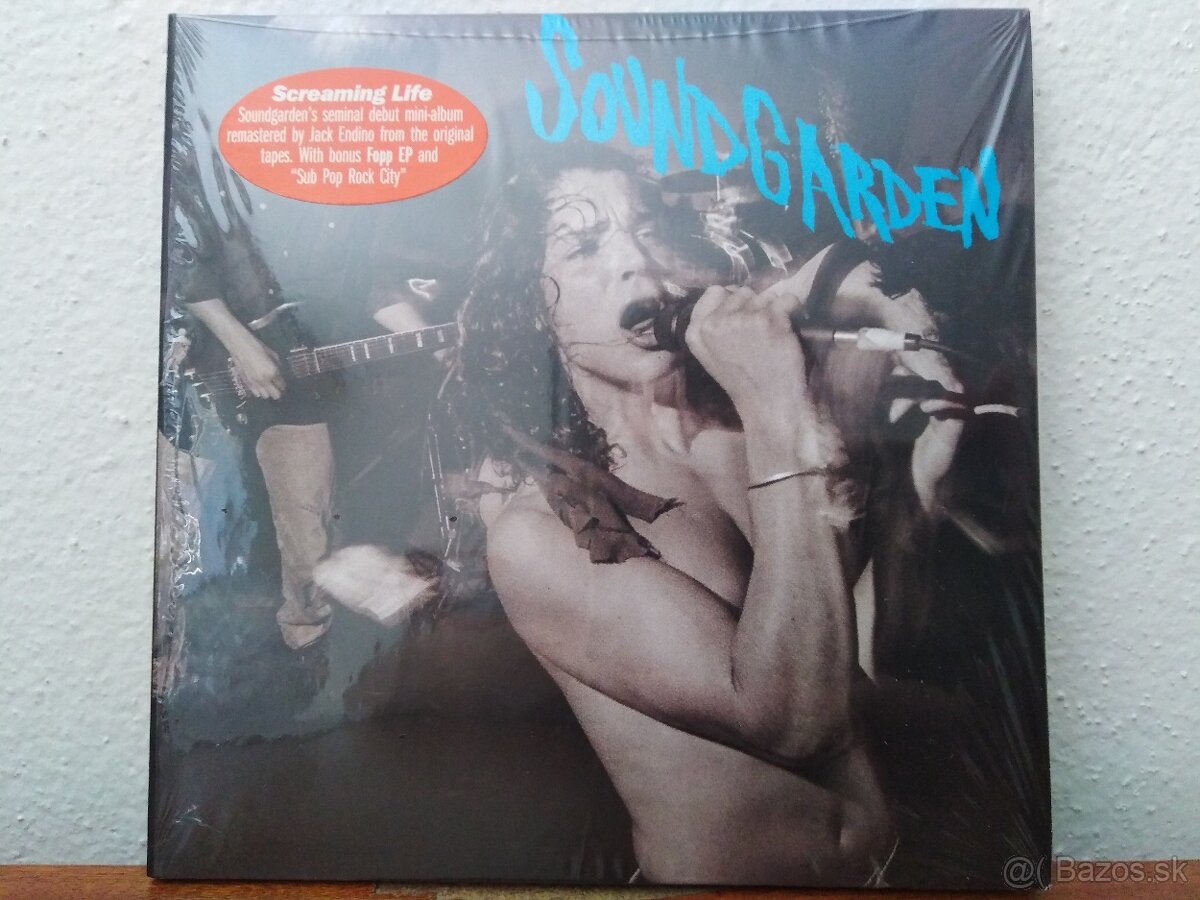 SOUNDGARDEN
Screaming Life
Soundgarden's seminal debut mini-album
remastered by Jack Endino from the original
tapes. With bonus Fopp EP and
"Sub Pop Rock City"
@( Bazos.sk